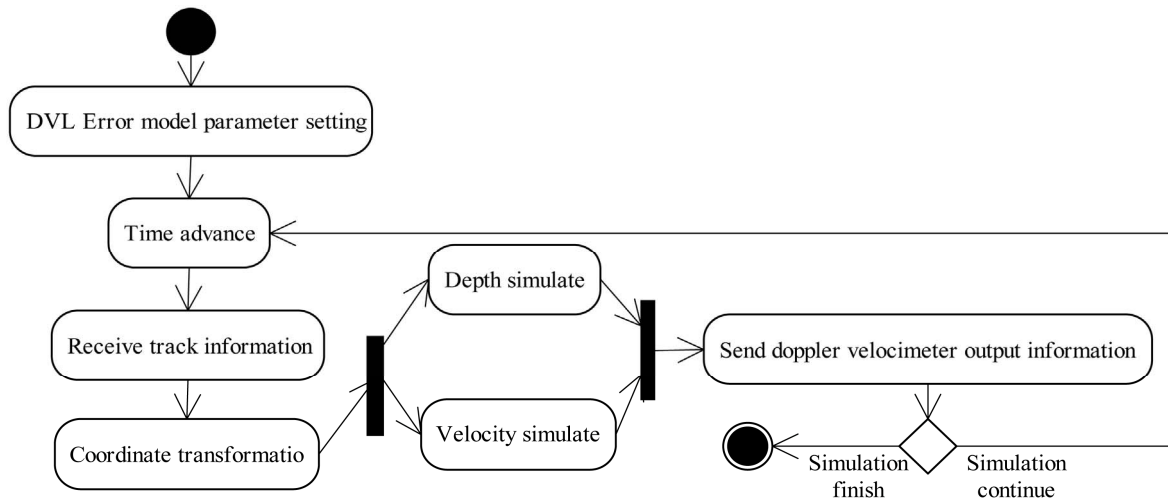 DVL Error model parameter setting
Time advance
Receive track information
Coordinate transformatio
Depth simulate
Velocity simulate
Send doppler velocimeter output information
Simulation
finish
Simulation
continue